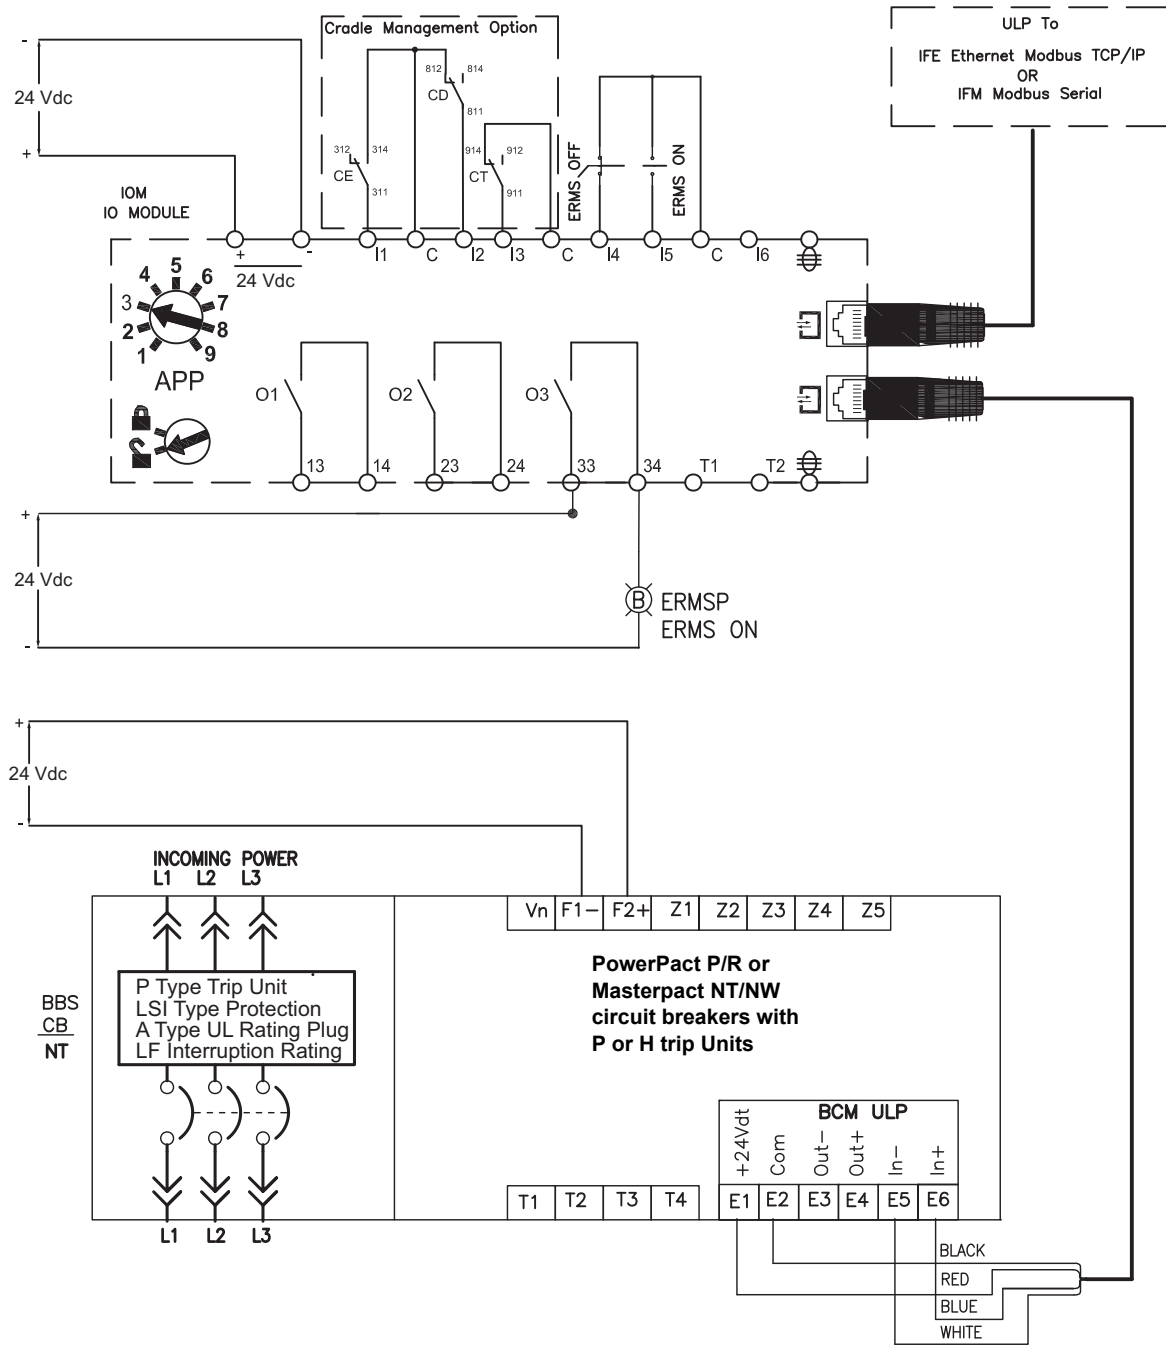 Cradle Management Option
ULP To
IFE Ethernet Modbus TCP/IP
OR
IFM Modbus Serial
-
24 Vdc
+
812
814
CD
811
312
314
CE
311
914
912
CT
911
ERMS OFF
ERMS ON
IOM
IO MODULE
+
-
24 Vdc
I1
C
I2
I3
C
I4
I5
C
I6
1
2
3
4
5
6
7
8
9
APP
O1
O2
O3
13
14
23
24
33
34
T1
T2
+
24 Vdc
-
B
ERMSP
ERMS ON
+
24 Vdc
-
INCOMING POWER
L1 L2 L3
Vn F1- F2+ Z1 Z2 Z3 Z4 Z5
PowerPact P/R or
Masterpact NT/NW
circuit breakers with
P or H trip Units
BBS
CB
NT
P Type Trip Unit
LSI Type Protection
A Type UL Rating Plug
LF Interruption Rating
BCM ULP
+24Vdt
Com
Out-
Out+
In-
In+
T1 T2 T3 T4
E1 E2 E3 E4 E5 E6
L1 L2 L3
BLACK
RED
BLUE
WHITE